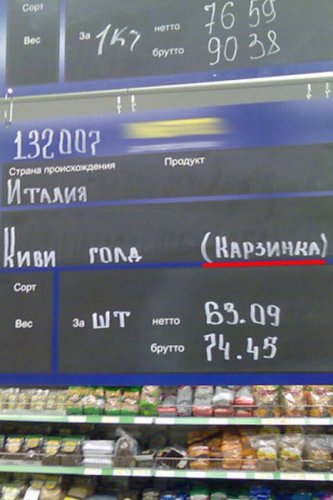 Сорт 76 59
Вес За 1кг нетто
брутто 90 38
132007
Страна происхождения Продукт
Италия
Киви голд (Карзинка)
Сорт
Вес За шт нетто 63.09
брутто 74.45